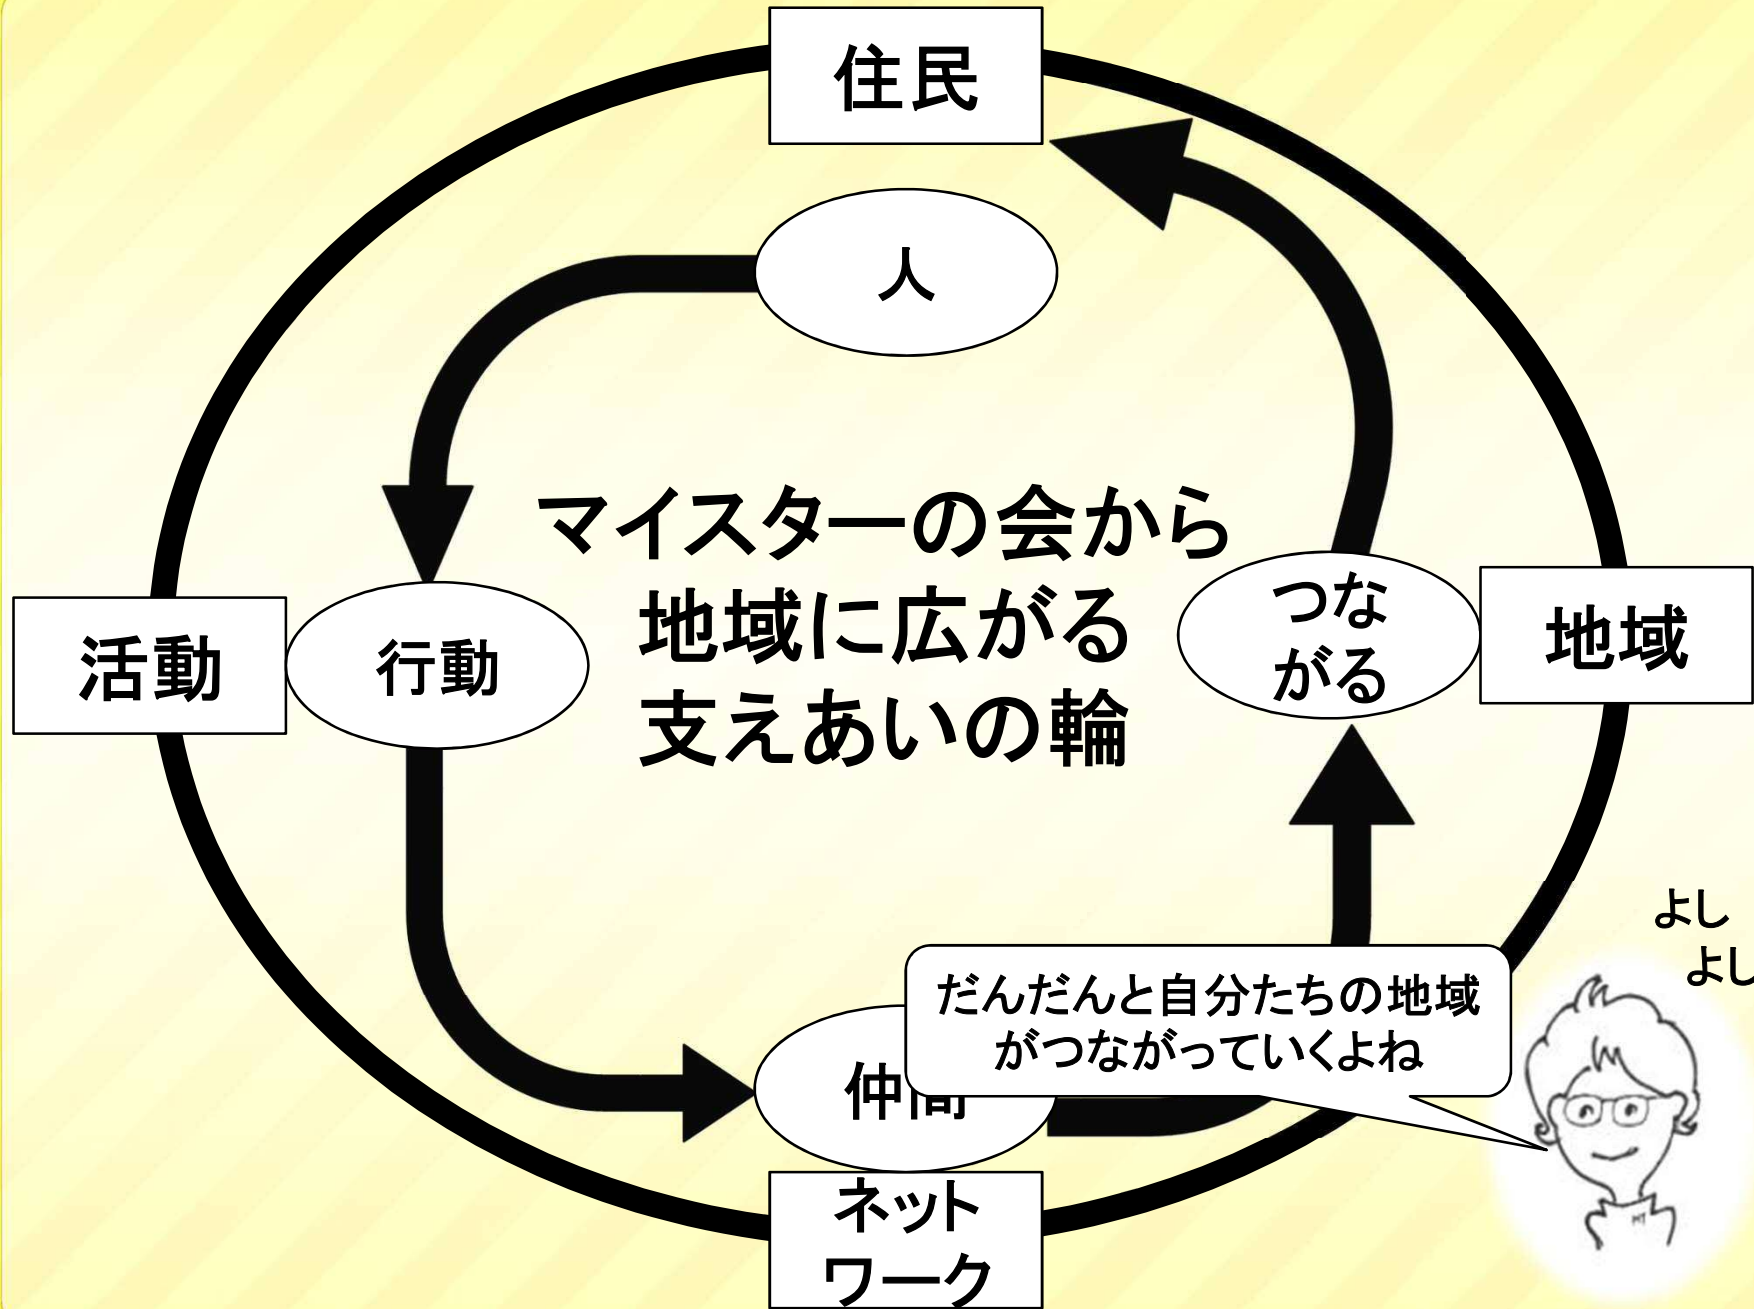 住民
人
マイスターの会から
地域に広がる
支えあいの輪
つな
がる
地域
活動
行動
よし
よし
だんだんと自分たちの地域
がつながっていくよね
仲間
ネット
ワーク
MT